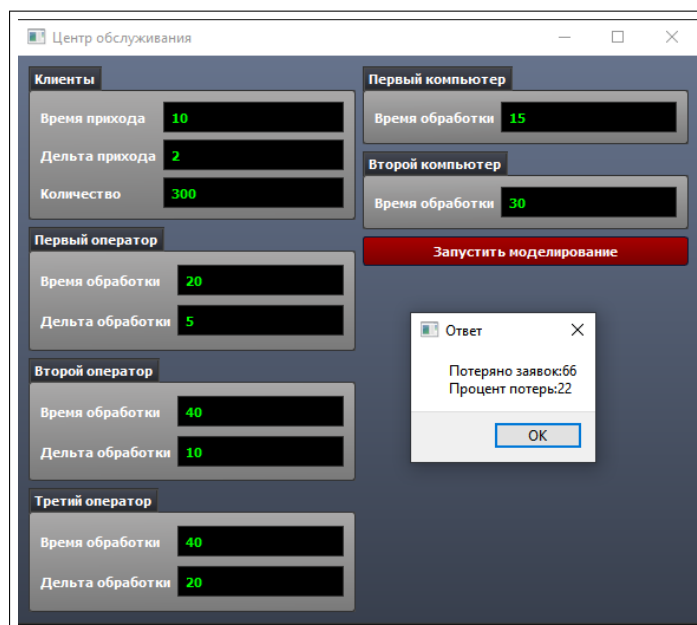 Центр обслуживания
Клиенты
Время прихода 10
Дельта прихода 2
Количество 300
Первый оператор
Время обработки 20
Дельта обработки 5
Второй оператор
Время обработки 40
Дельта обработки 10
Третий оператор
Время обработки 40
Дельта обработки 20
Первый компьютер
Время обработки 15
Второй компьютер
Время обработки 30
Запустить моделирование
Ответ
Потеряно заявок:66
Процент потерь:22
OK